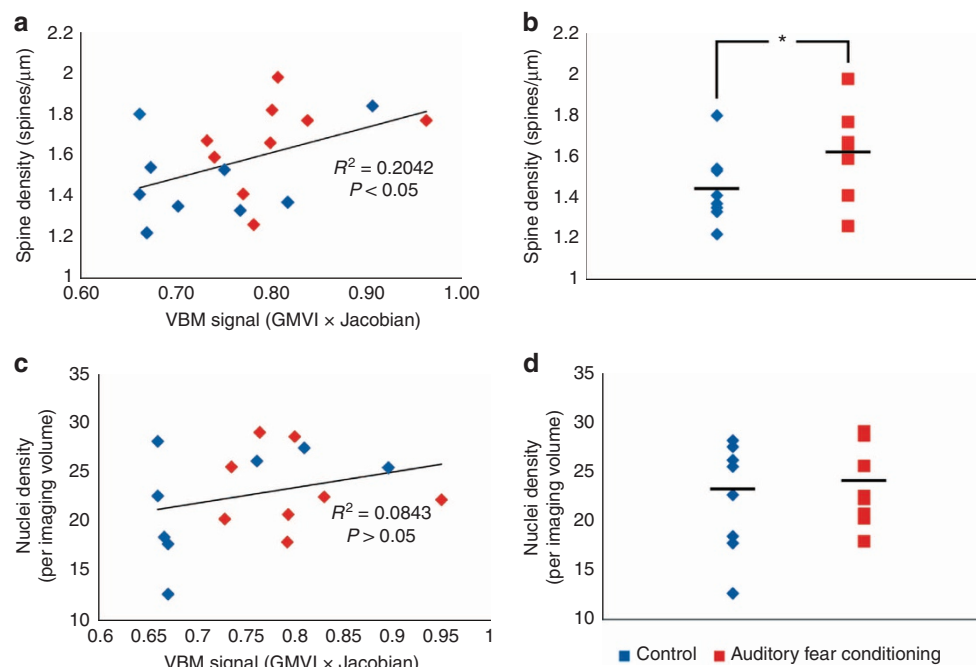 a
2.2
2
1.8
1.6
1.4
1.2
1
Spine density (spines/μm)
R² = 0.2042
P < 0.05
0.60 0.70 0.80 0.90 1.00
VBM signal (GMVI × Jacobian)
b
2.2
2
1.8
1.6
1.4
1.2
1
Spine density (spines/μm)
*
c
35
30
25
20
15
10
Nuclei density
(per imaging volume)
R² = 0.0843
P > 0.05
0.6 0.65 0.7 0.75 0.8 0.85 0.9 0.95 1
VBM signal (GMVI × Jacobian)
d
35
30
25
20
15
10
Nuclei density
(per imaging volume)
Control Auditory fear conditioning